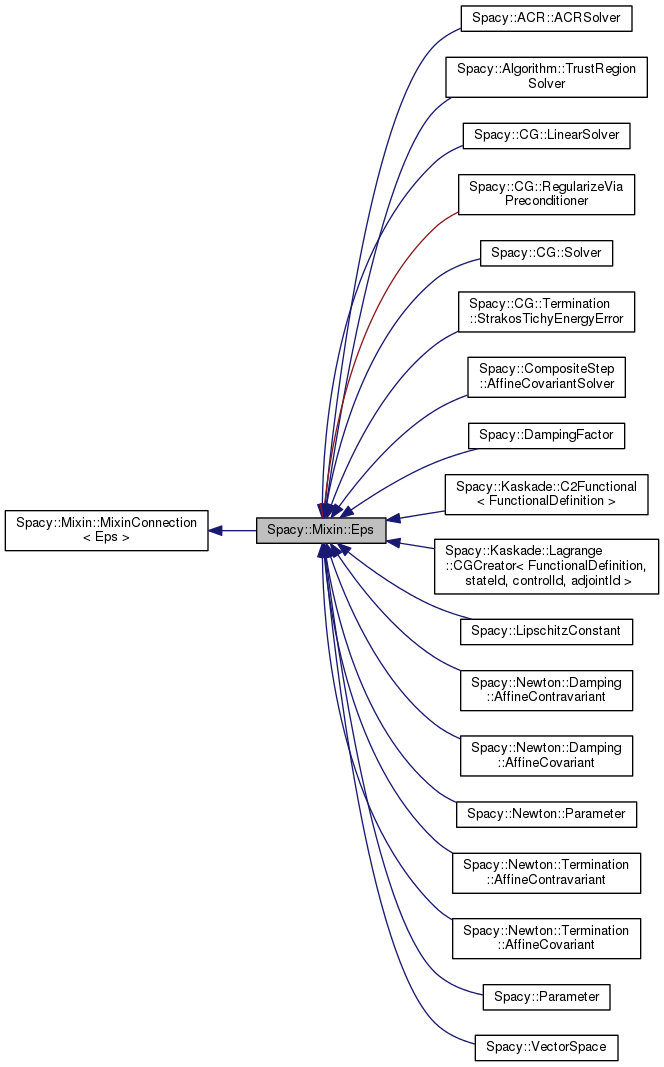 Spacy::ACR::ACRSolver
Spacy::Algorithm::TrustRegion
Solver
Spacy::CG::LinearSolver
Spacy::CG::RegularizeVia
Preconditioner
Spacy::CG::Solver
Spacy::CG::Termination
::StrakosTichyEnergyError
Spacy::CompositeStep
::AffineCovariantSolver
Spacy::DampingFactor
Spacy::Kaskade::C2Functional
< FunctionalDefinition >
Spacy::Mixin::MixinConnection
< Eps >
Spacy::Mixin::Eps
Spacy::Kaskade::Lagrange
::CGCreator< FunctionalDefinition,
stateId, controlId, adjointId >
Spacy::LipschitzConstant
Spacy::Newton::Damping
::AffineContravariant
Spacy::Newton::Damping
::AffineCovariant
Spacy::Newton::Parameter
Spacy::Newton::Termination
::AffineContravariant
Spacy::Newton::Termination
::AffineCovariant
Spacy::Parameter
Spacy::VectorSpace